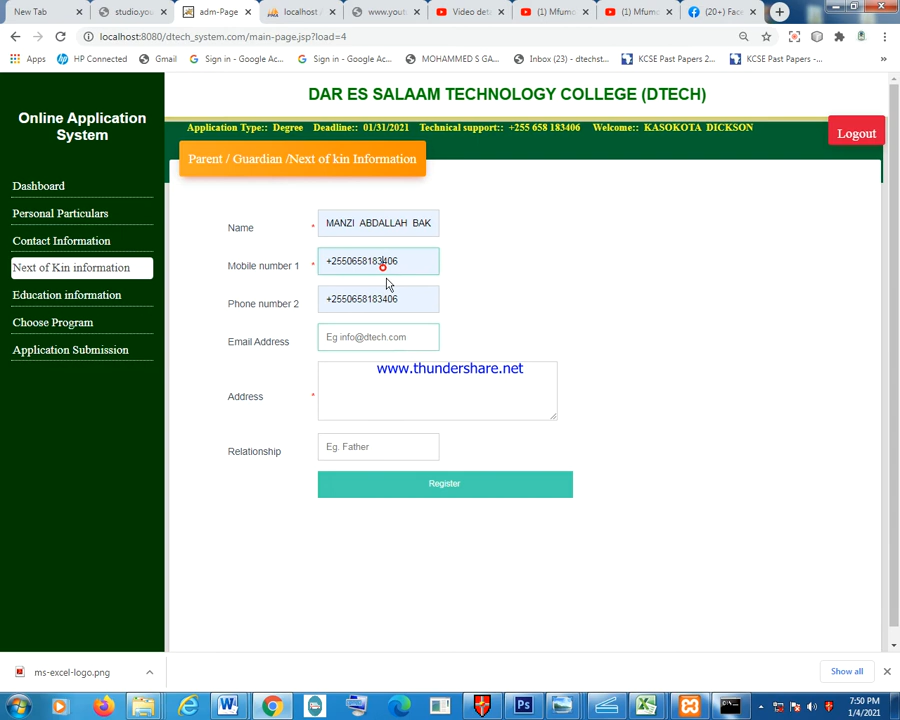 New Tab
studio.yo
adm-Page
localhost
www.yout
Video det
(1) Mfumo
(1) Mfumo
(20+) Fac
localhost:8080/dtech_system.com/main-page.jsp?load=4
Apps
HP Connected
Gmail
Sign in - Google Ac...
Sign in - Google Ac...
MOHAMMED S GA...
Inbox (23) - dtechst...
KCSE Past Papers 2...
KCSE Past Papers -...
»
DAR ES SALAAM TECHNOLOGY COLLEGE (DTECH)
Application Type:: Degree Deadline:: 01/31/2021 Technical support:: +255 658 183406 Welcome:: KASOKOTA DICKSON
Logout
Online Application
System
Dashboard
Personal Particulars
Contact Information
Next of Kin information
Education information
Choose Program
Application Submission
Parent / Guardian /Next of kin Information
Name * MANZI ABDALLAH BAK
Mobile number 1 * +2550658183406
Phone number 2 +2550658183406
Email Address Eg info@dtech.com
www.thundershare.net
Address *
Relationship Eg. Father
Register
ms-excel-logo.png
Show all
7:50 PM
1/4/2021